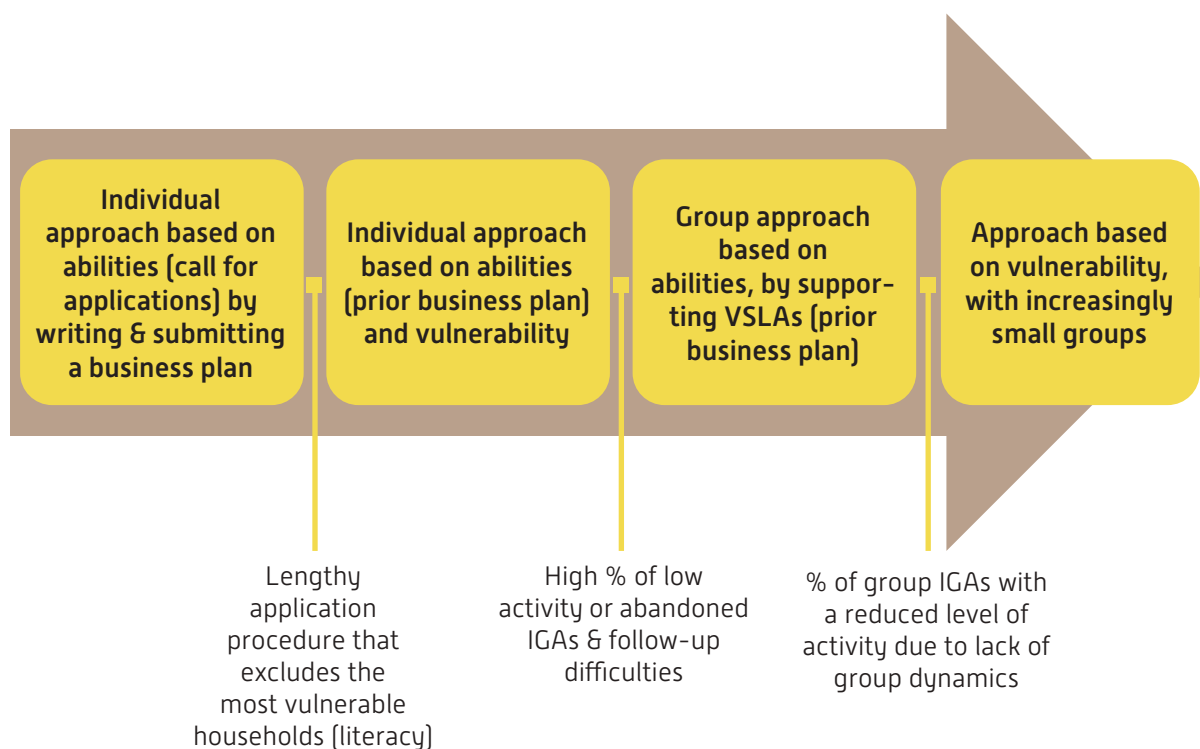 Individual
approach based on
abilities (call for
applications) by
writing & submitting
a business plan
Individual approach
based on abilities
(prior business plan)
and vulnerability
Group approach
based on
abilities, by suppor-
ting VSLAs (prior
business plan)
Approach based
on vulnerability,
with increasingly
small groups
Lengthy
application
procedure that
excludes the
most vulnerable
households (literacy)
High % of low
activity or abandoned
IGAs & follow-up
difficulties
% of group IGAs with
a reduced level of
activity due to lack of
group dynamics